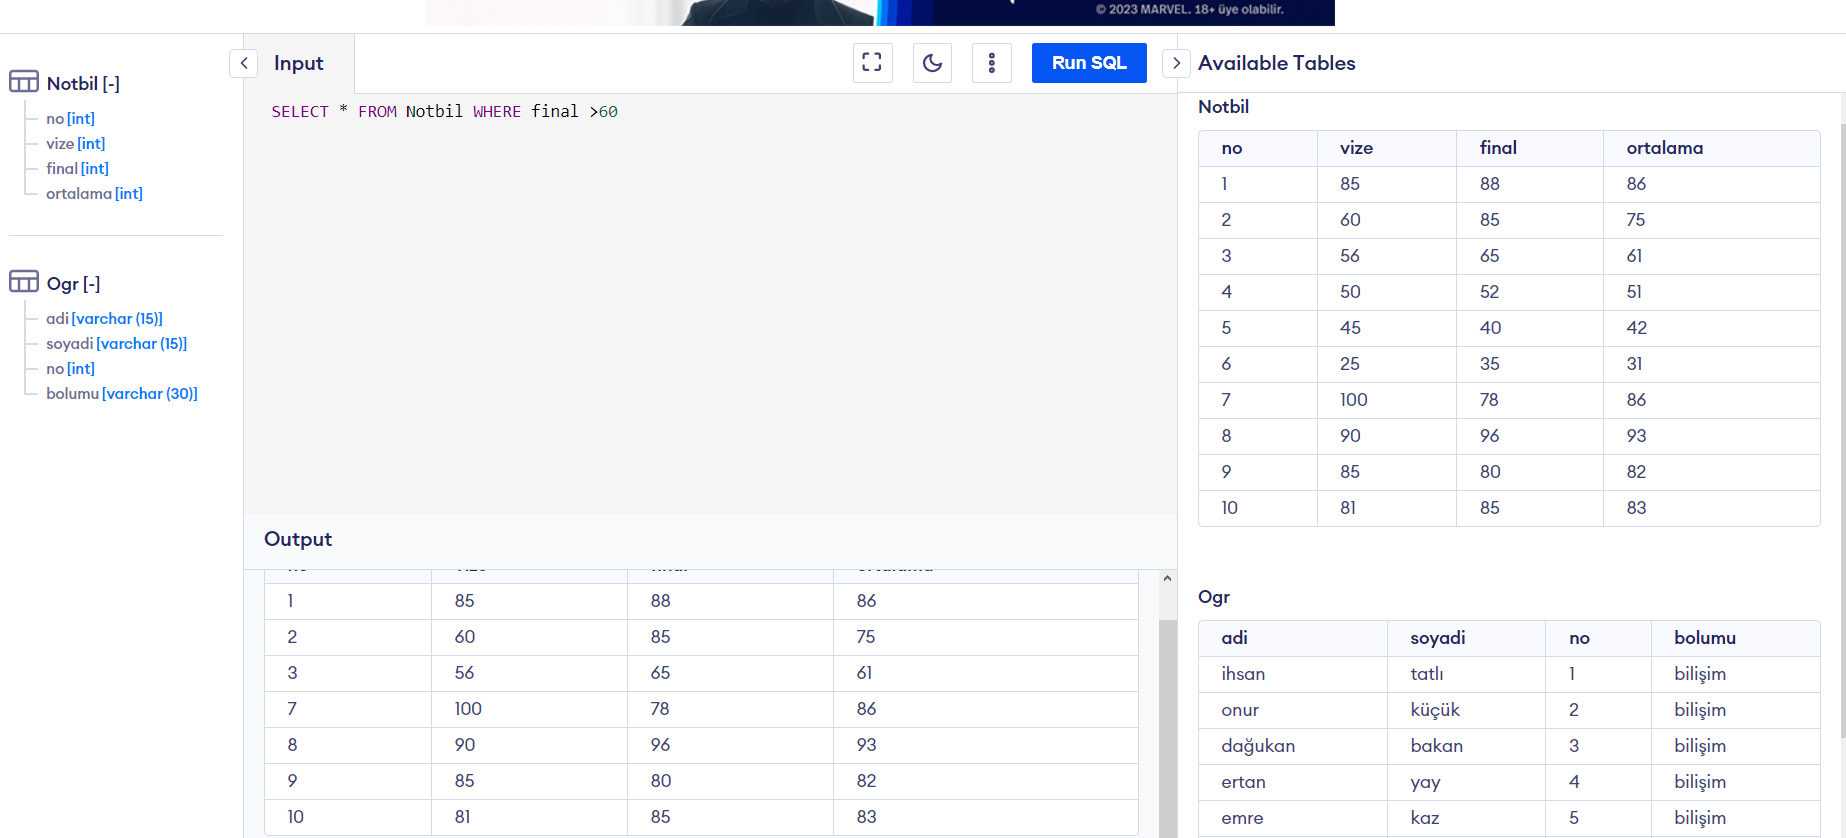 © 2023 MARVEL. 18+ üye olabilir.
Notbil [-]
no [int]
vize [int]
final [int]
ortalama [int]
Ogr [-]
adi [varchar (15)]
soyadi [varchar (15)]
no [int]
bolumu [varchar (30)]
Input
Run SQL
SELECT * FROM Notbil WHERE final >60
Output
1 85 88 86
2 60 85 75
3 56 65 61
7 100 78 86
8 90 96 93
9 85 80 82
10 81 85 83
Available Tables
Notbil
no vize final ortalama
1 85 88 86
2 60 85 75
3 56 65 61
4 50 52 51
5 45 40 42
6 25 35 31
7 100 78 86
8 90 96 93
9 85 80 82
10 81 85 83
Ogr
adi soyadi no bolumu
ihsan tatlı 1 bilişim
onur küçük 2 bilişim
dağukan bakan 3 bilişim
ertan yay 4 bilişim
emre kaz 5 bilişim